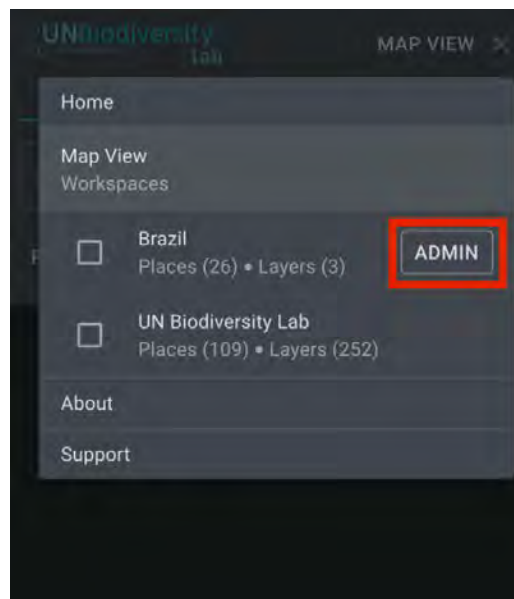 UNBiodiversity
Lab
MAP VIEW
Home
Map View
Workspaces
Brazil
Places (26) • Layers (3)
ADMIN
UN Biodiversity Lab
Places (109) • Layers (252)
About
Support